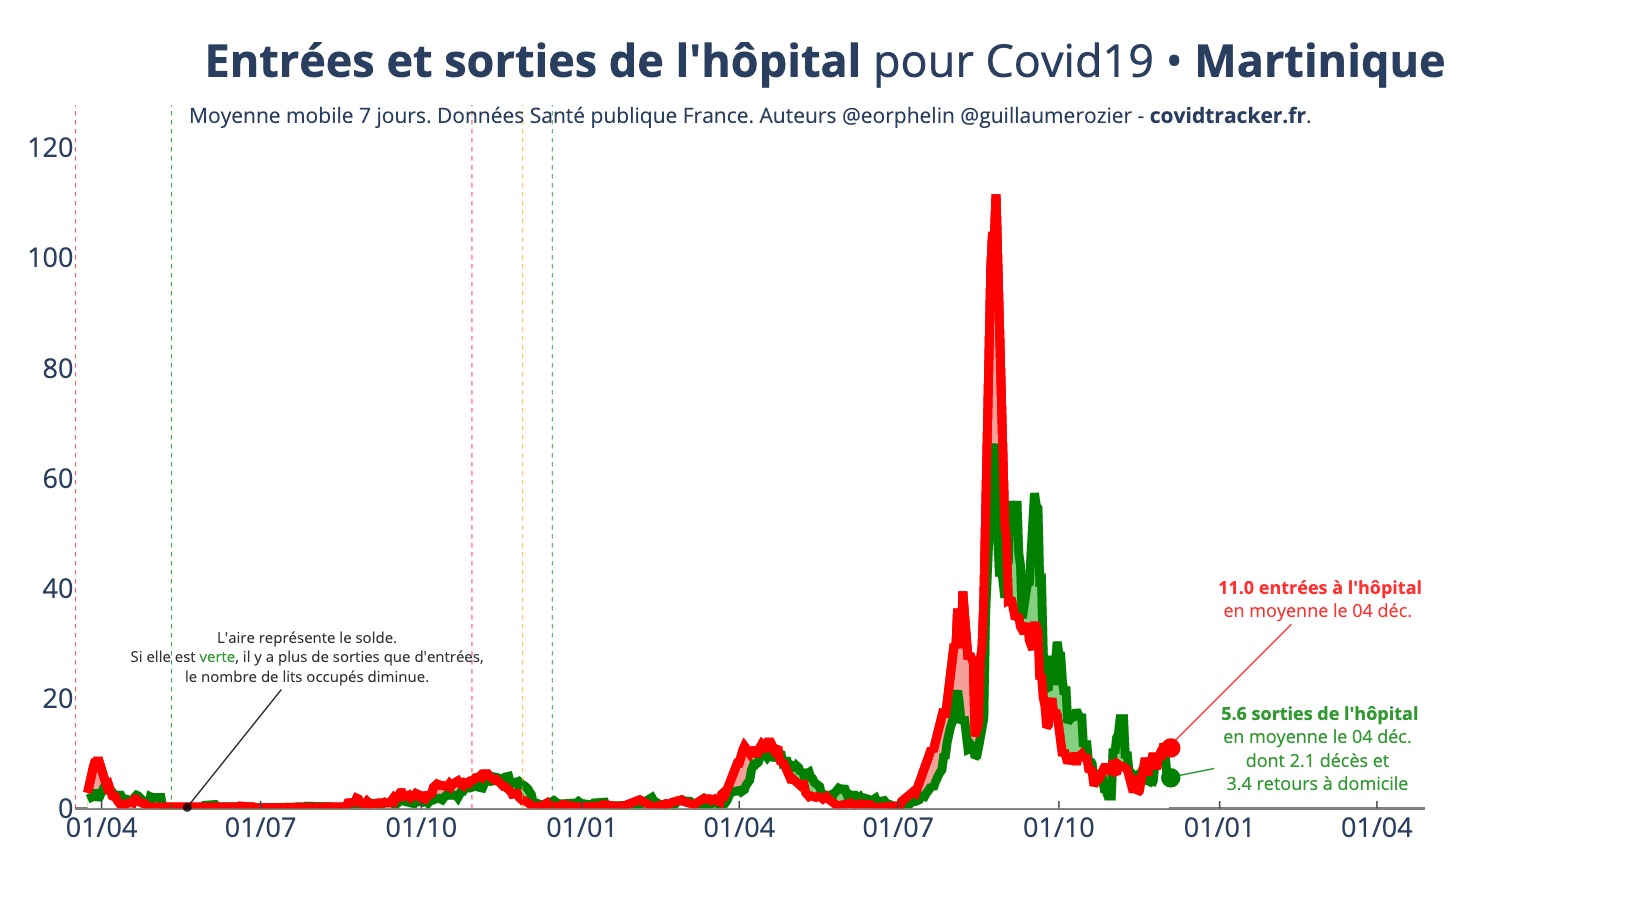 Entrées et sorties de l'hôpital pour Covid19 • Martinique
Moyenne mobile 7 jours. Données Santé publique France. Auteurs @eorphelin @guillaumerozier - covidtracker.fr.
120
100
80
60
40
20
0
L'aire représente le solde.
Si elle est verte, il y a plus de sorties que d'entrées,
le nombre de lits occupés diminue.
11.0 entrées à l'hôpital
en moyenne le 04 déc.
5.6 sorties de l'hôpital
en moyenne le 04 déc.
dont 2.1 décès et
3.4 retours à domicile
01/04 01/07 01/10 01/01 01/04 01/07 01/10 01/01 01/04